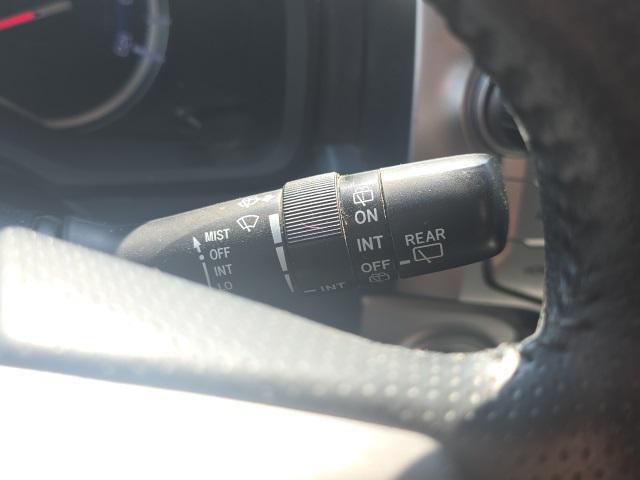 MIST
OFF
INT
LO
INT
ON
INT
OFF
REAR